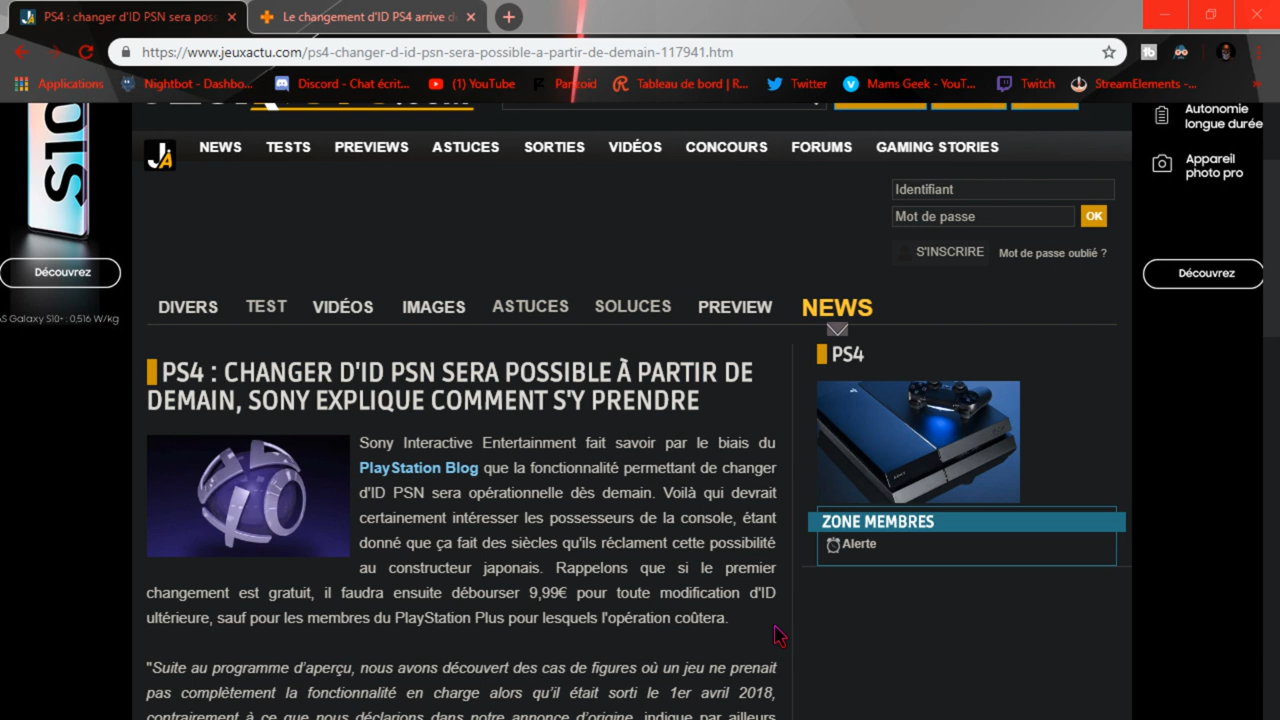 PS4 : changer d'ID PSN sera poss
Le changement d'ID PS4 arrive d
https://www.jeuxactu.com/ps4-changer-d-id-psn-sera-possible-a-partir-de-demain-117941.htm
Applications
Nightbot - Dashbo...
Discord - Chat écrit...
(1) YouTube
Tableau de bord | R...
Twitter
Mams Geek - YouT...
Twitch
StreamElements -...
S10
Découvrez
AS Galaxy S10+ : 0,516 W/kg
Autonomie
longue durée
Appareil
photo pro
Découvrez
JA
NEWS TESTS PREVIEWS ASTUCES SORTIES VIDÉOS CONCOURS FORUMS GAMING STORIES
Identifiant
Mot de passe OK
S'INSCRIRE Mot de passe oublié ?
DIVERS TEST VIDÉOS IMAGES ASTUCES SOLUCES PREVIEW NEWS
PS4 : CHANGER D'ID PSN SERA POSSIBLE À PARTIR DE
DEMAIN, SONY EXPLIQUE COMMENT S'Y PRENDRE
Sony Interactive Entertainment fait savoir par le biais du
PlayStation Blog que la fonctionnalité permettant de changer
d'ID PSN sera opérationnelle dès demain. Voilà qui devrait
certainement intéresser les possesseurs de la console, étant
donné que ça fait des siècles qu'ils réclament cette possibilité
au constructeur japonais. Rappelons que si le premier
changement est gratuit, il faudra ensuite débourser 9,99€ pour toute modification d'ID
ultérieure, sauf pour les membres du PlayStation Plus pour lesquels l'opération coûtera.
"Suite au programme d'aperçu, nous avons découvert des cas de figures où un jeu ne prenait
pas complètement la fonctionnalité en charge alors qu'il était sorti le 1er avril 2018,
contrairement à ce que nous déclarions dans notre annonce d'origine, indique par ailleurs
PS4
ZONE MEMBRES
Alerte